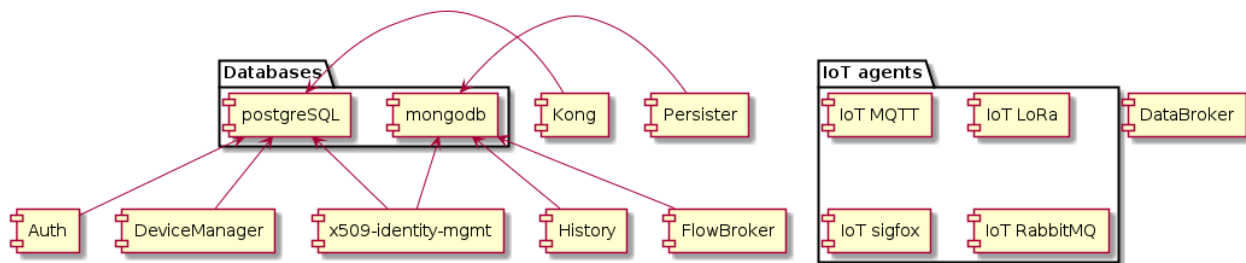 Databases
IoT agents
postgreSQL
mongodb
Kong
Persister
IoT MQTT
IoT LoRa
DataBroker
Auth
DeviceManager
x509-identity-mgmt
History
FlowBroker
IoT sigfox
IoT RabbitMQ